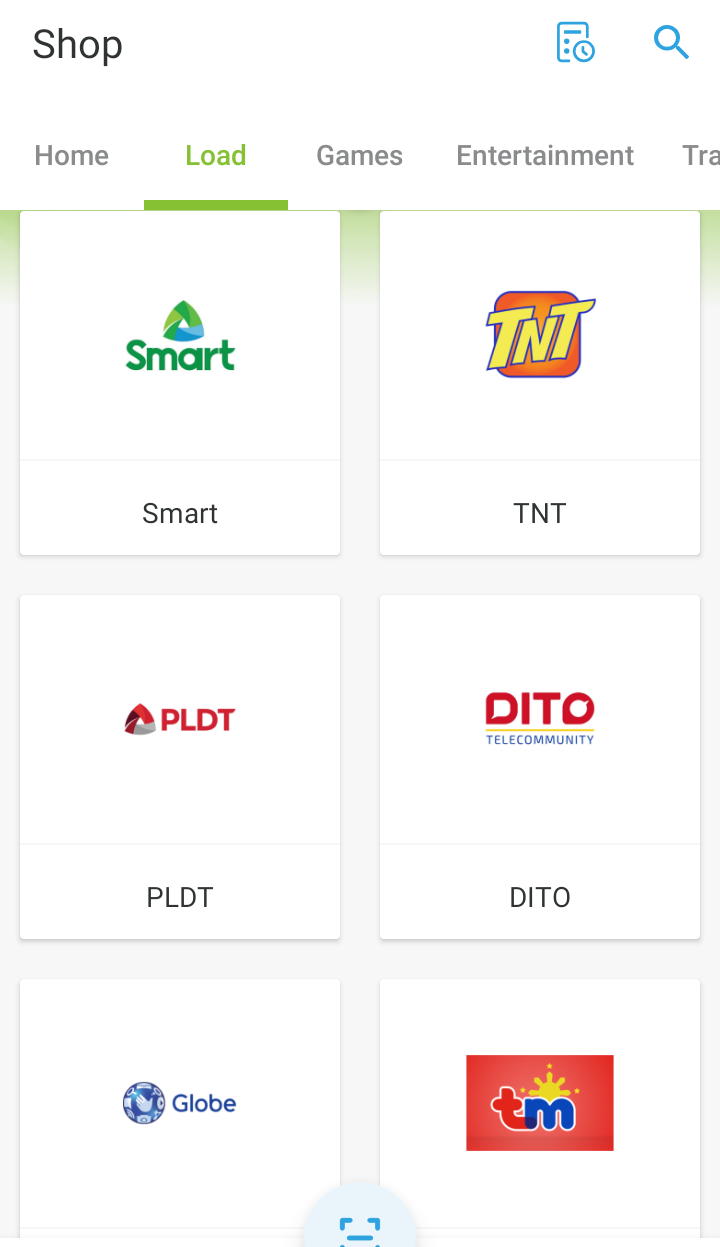 Shop
Home Load Games Entertainment Tra
Smart TNT
Smart TNT
PLDT DITO
TELECOMMUNITY
PLDT DITO
Globe tm